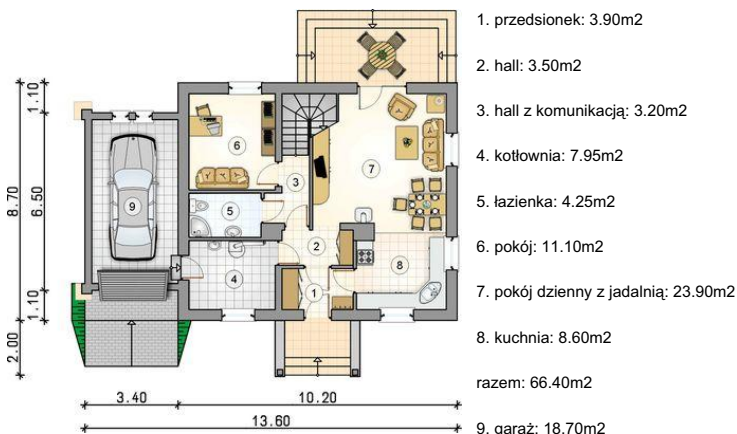 1. przedsionek: 3.90m2
2. hall: 3.50m2
3. hall z komunikacją: 3.20m2
4. kotłownia: 7.95m2
5. łazienka: 4.25m2
6. pokój: 11.10m2
7. pokój dzienny z jadalnią: 23.90m2
8. kuchnia: 8.60m2
razem: 66.40m2
9. garaż: 18.70m2
8.70
1.10
6.50
1.10
2.00
6
3
7
9
5
2
4
8
1
3.40
10.20
13.60